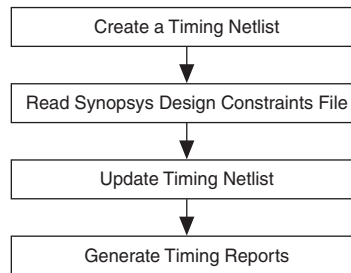 Create a Timing Netlist
Read Synopsys Design Constraints File
Update Timing Netlist
Generate Timing Reports